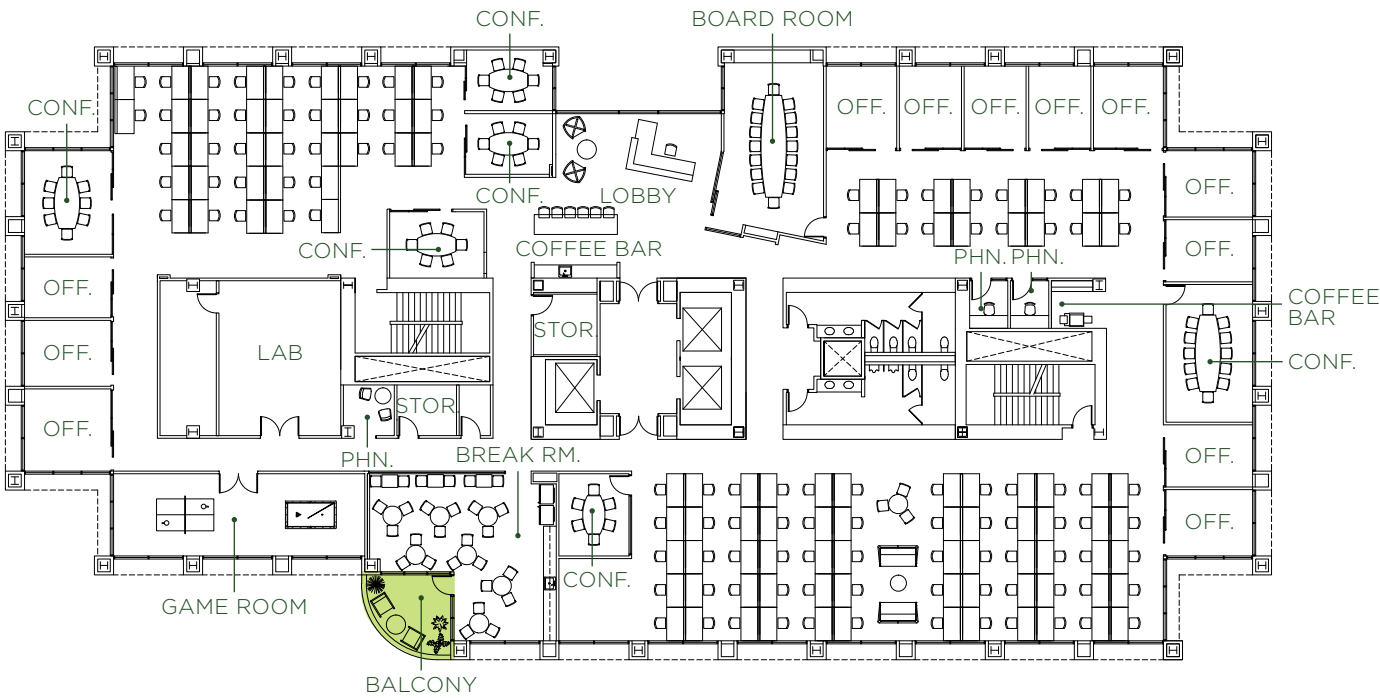 CONF.
BOARD ROOM
CONF.
OFF.
OFF.
OFF.
OFF.
OFF.
CONF.
LOBBY
OFF.
CONF.
COFFEE BAR
OFF.
PHN.
PHN.
OFF.
COFFEE
BAR
STOR.
LAB
OFF.
CONF.
STOR.
OFF.
PHN.
BREAK RM.
OFF.
OFF.
CONF.
GAME ROOM
BALCONY